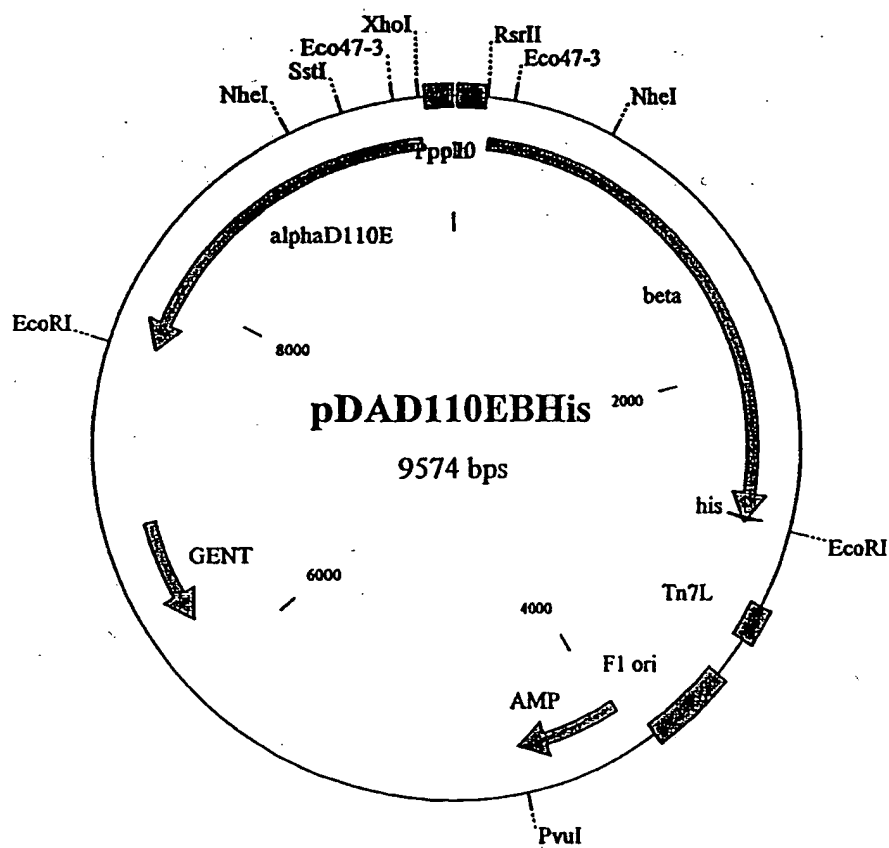 XhoI
RsrII
Eco47-3
Eco47-3
SstI
NheI
NheI
alphaD110E
beta
EcoRI
8000
2000
pDAD110EBHis
9574 bps
his
EcoRI
GENT
6000
Tn7L
4000
F1 ori
AMP
PvuI